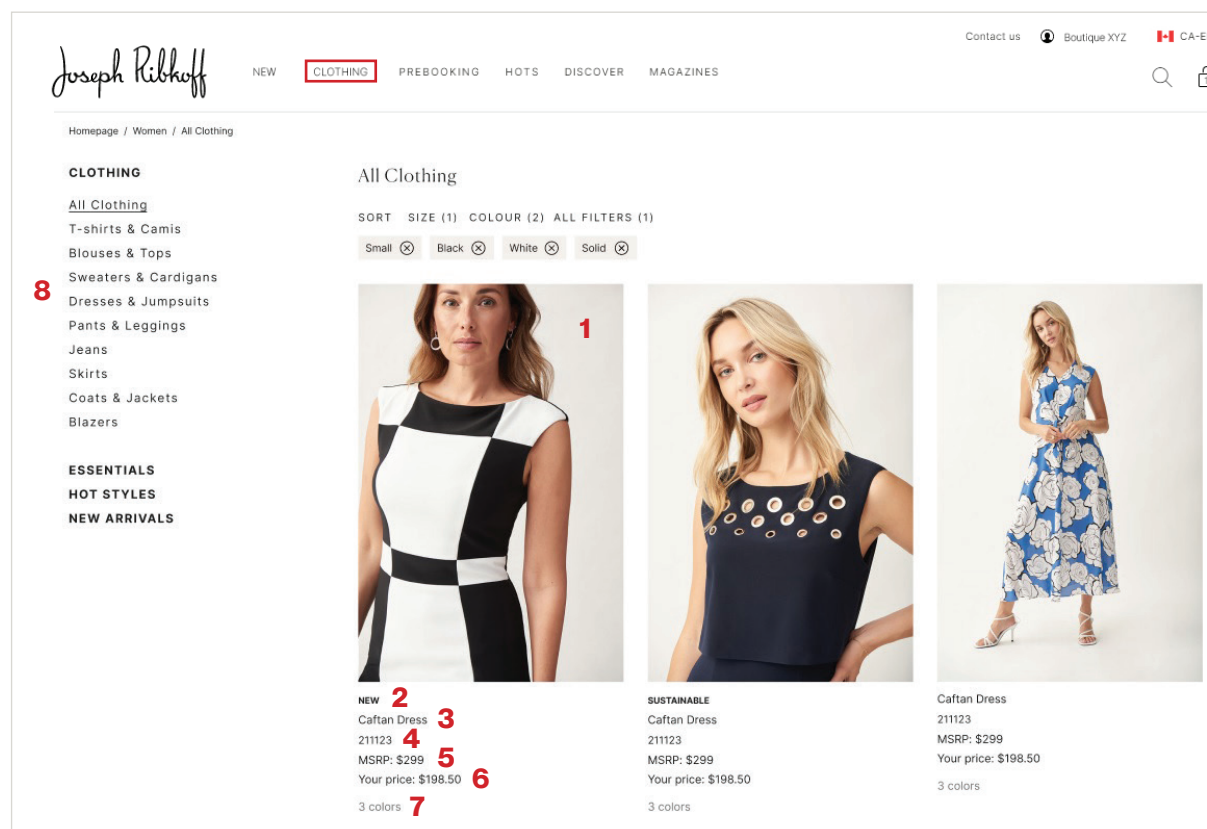 Contact us Boutique XYZ CA-E
Joseph Ribkoff
NEW CLOTHING PREBOOKING HOTS DISCOVER MAGAZINES
Homepage / Women / All Clothing
CLOTHING
All Clothing
T-shirts & Camis
Blouses & Tops
Sweaters & Cardigans
8
Dresses & Jumpsuits
Pants & Leggings
Jeans
Skirts
Coats & Jackets
Blazers
ESSENTIALS
HOT STYLES
NEW ARRIVALS
All Clothing
SORT SIZE (1) COLOUR (2) ALL FILTERS (1)
Small Black White Solid
1
NEW 2
Caftan Dress 3
211123 4
MSRP: $299 5
Your price: $198.50 6
3 colors 7
SUSTAINABLE
Caftan Dress
211123
MSRP: $299
Your price: $198.50
3 colors
Caftan Dress
211123
MSRP: $299
Your price: $198.50
3 colors